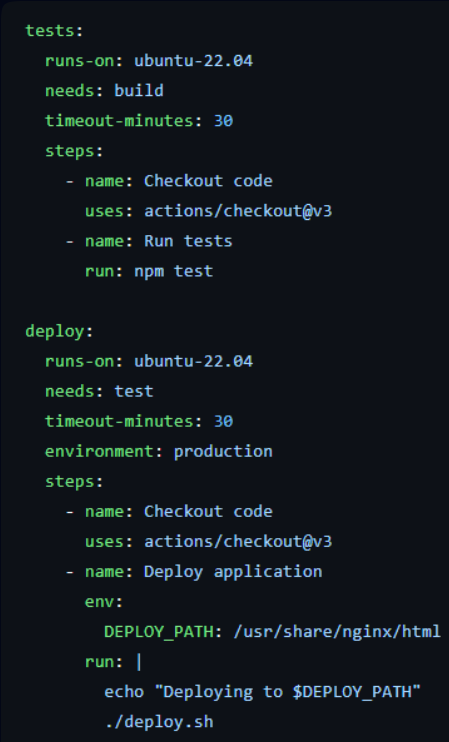 tests:
  runs-on: ubuntu-22.04
  needs: build
  timeout-minutes: 30
  steps:
    - name: Checkout code
      uses: actions/checkout@v3
    - name: Run tests
      run: npm test

deploy:
  runs-on: ubuntu-22.04
  needs: test
  timeout-minutes: 30
  environment: production
  steps:
    - name: Checkout code
      uses: actions/checkout@v3
    - name: Deploy application
      env:
        DEPLOY_PATH: /usr/share/nginx/html
      run: |
        echo "Deploying to $DEPLOY_PATH"
        ./deploy.sh